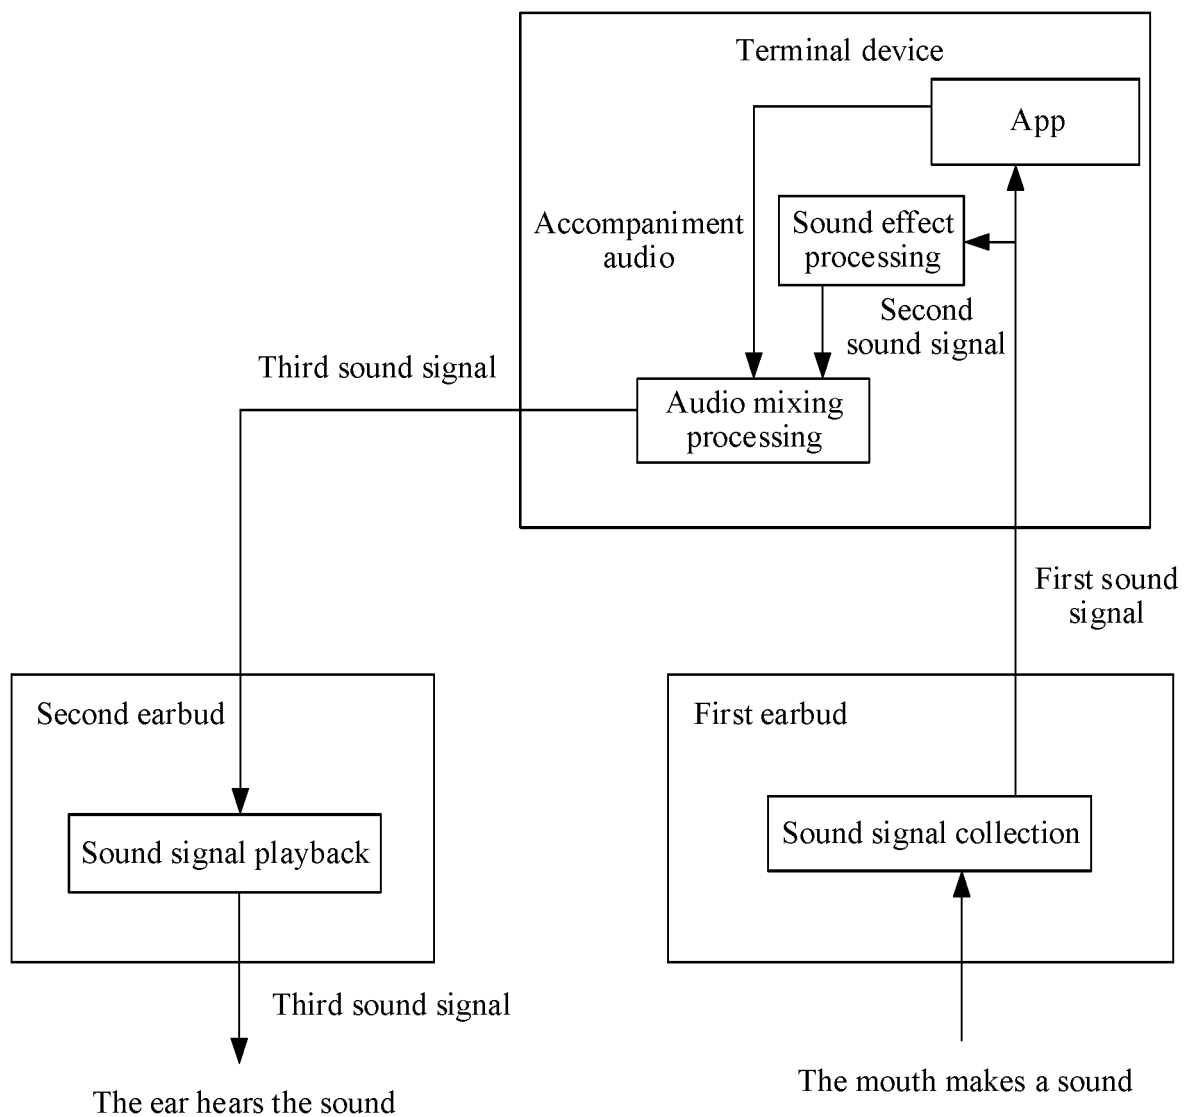 Terminal device
App
Accompaniment
audio
Sound effect
processing
Second
sound signal
Third sound signal
Audio mixing
processing
First sound
signal
Second earbud
First earbud
Sound signal playback
Sound signal collection
Third sound signal
The ear hears the sound
The mouth makes a sound